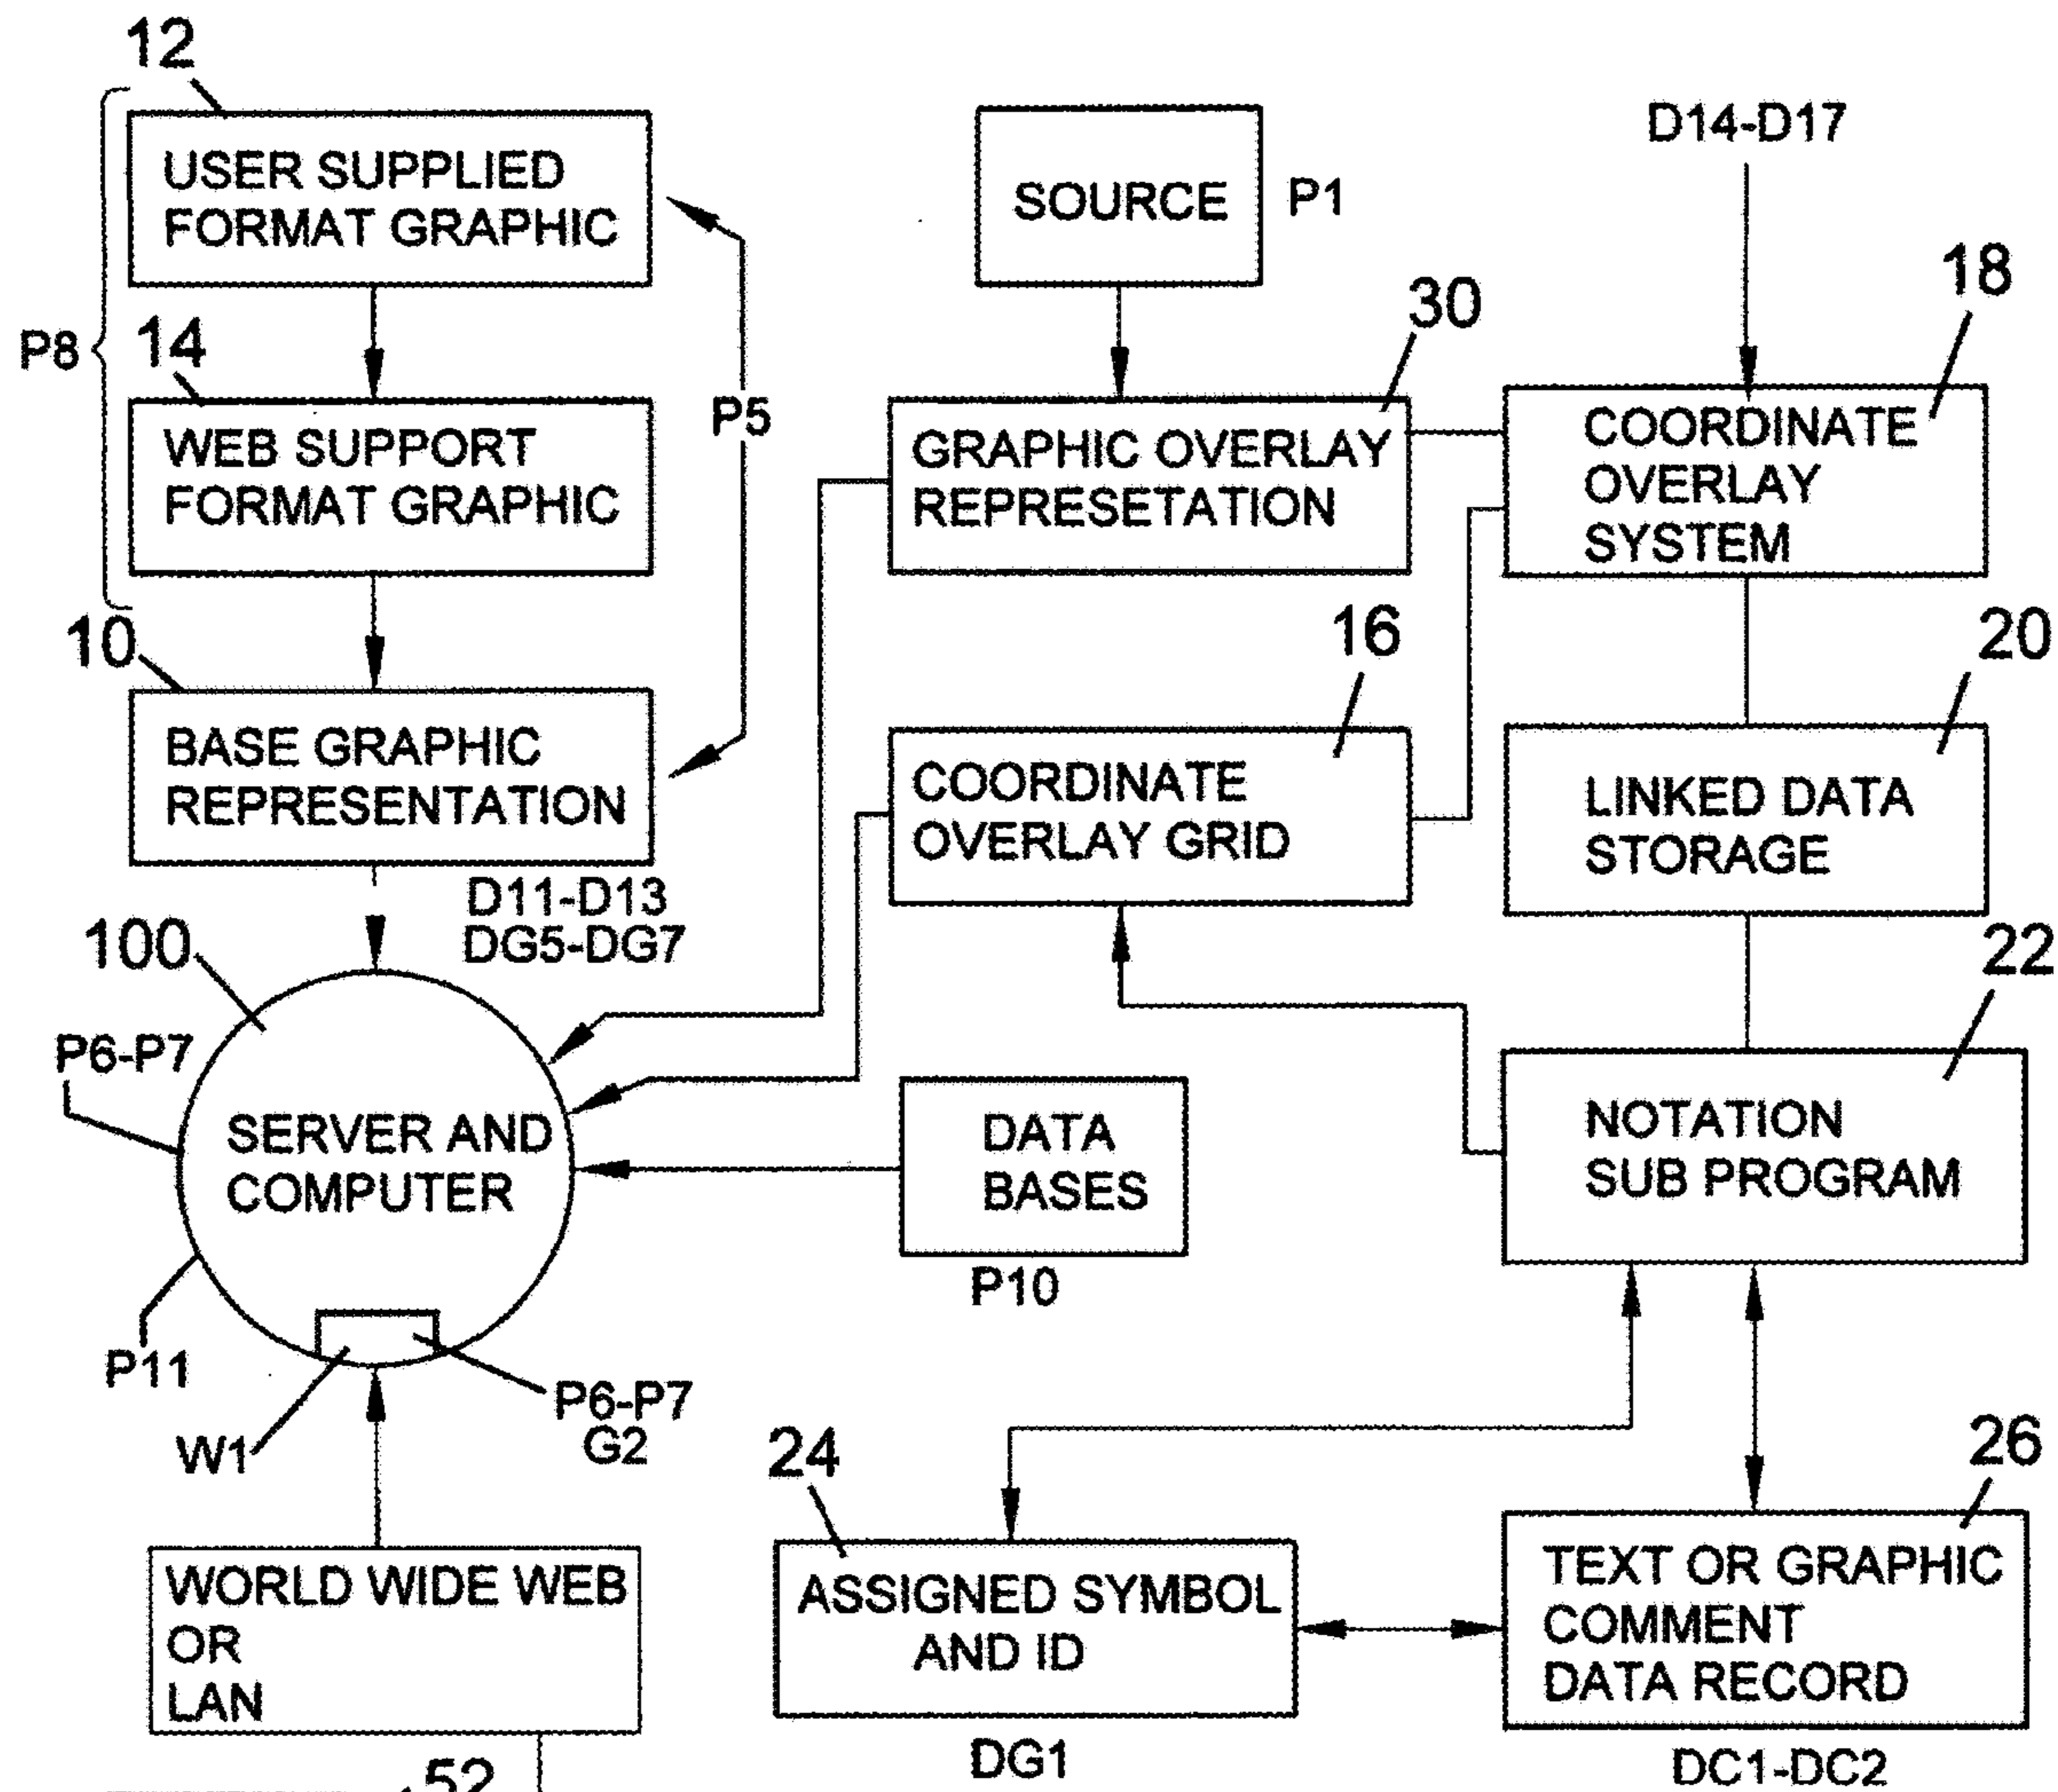 12
USER SUPPLIED
FORMAT GRAPHIC
P8
14
WEB SUPPORT
FORMAT GRAPHIC
P5
10
BASE GRAPHIC
REPRESENTATION
D11-D13
DG5-DG7
100
P6-P7
SERVER AND
COMPUTER
P11
W1
P6-P7
G2
WORLD WIDE WEB
OR
LAN
52
SOURCE
P1
30
GRAPHIC OVERLAY
REPRESETATION
16
COORDINATE
OVERLAY GRID
DATA
BASES
P10
D14-D17
18
COORDINATE
OVERLAY
SYSTEM
20
LINKED DATA
STORAGE
22
NOTATION
SUB PROGRAM
24
ASSIGNED SYMBOL
AND ID
DG1
26
TEXT OR GRAPHIC
COMMENT
DATA RECORD
DC1-DC2